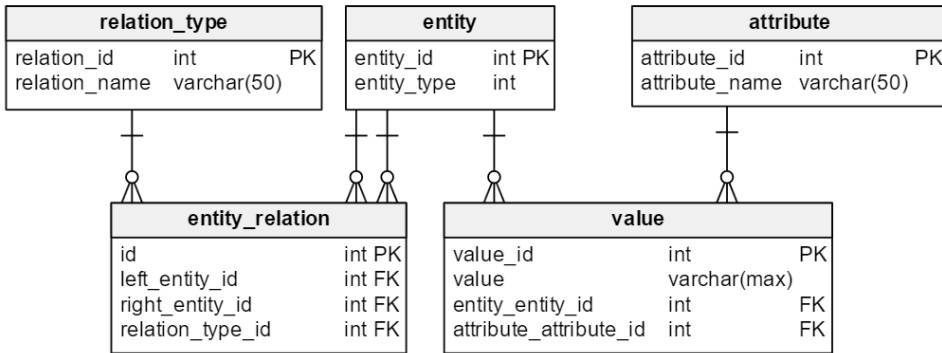 relation_type
relation_id int PK
relation_name varchar(50)
entity
entity_id int PK
entity_type int
attribute
attribute_id int PK
attribute_name varchar(50)
entity_relation
id int PK
left_entity_id int FK
right_entity_id int FK
relation_type_id int FK
value
value_id int PK
value varchar(max)
entity_entity_id int FK
attribute_attribute_id int FK